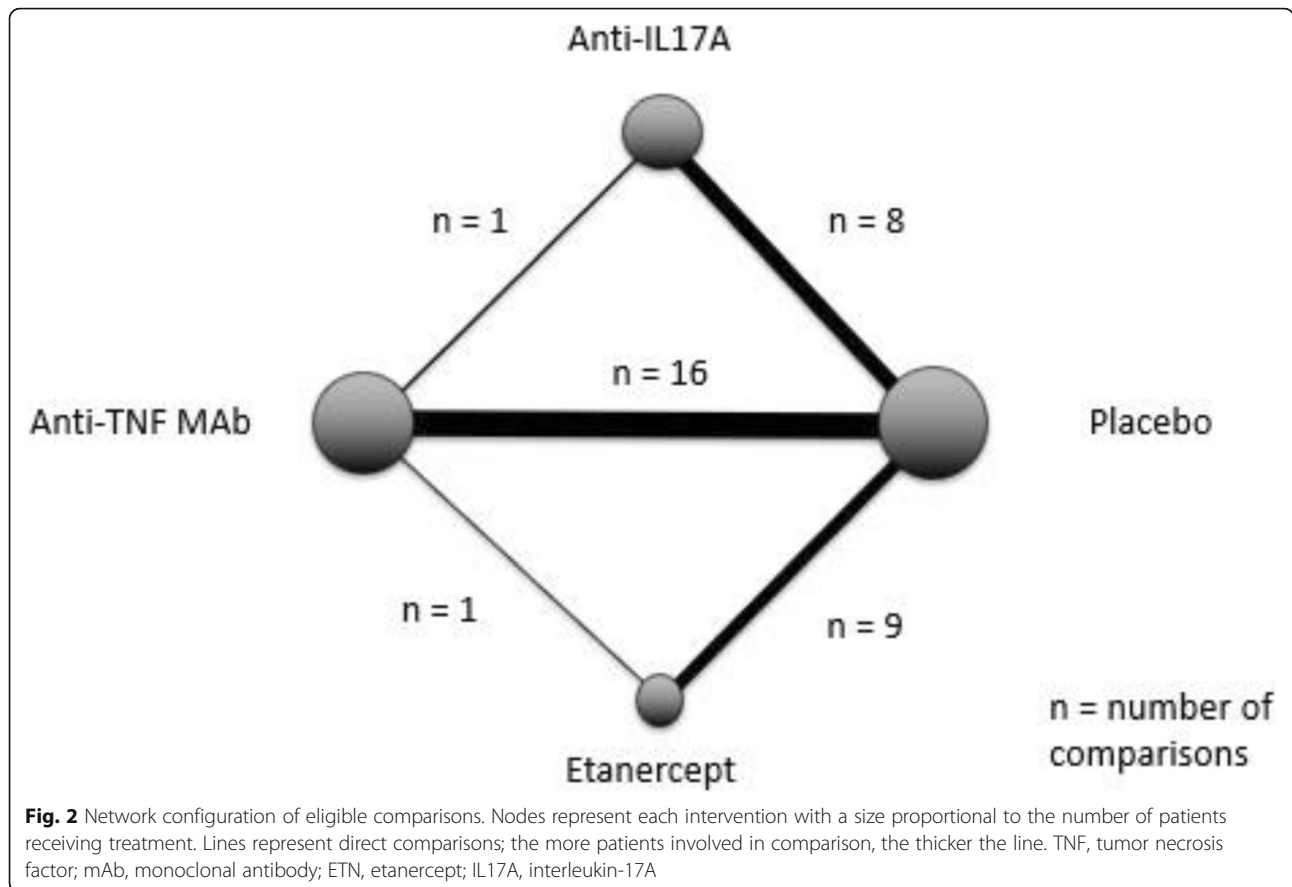 Anti-IL17A
n = 1
n = 8
n = 16
Anti-TNF MAb
Placebo
n = 1
n = 9
n = number of
comparisons
Etanercept
Fig. 2 Network configuration of eligible comparisons. Nodes represent each intervention with a size proportional to the number of patients
receiving treatment. Lines represent direct comparisons; the more patients involved in comparison, the thicker the line. TNF, tumor necrosis
factor; mAb, monoclonal antibody; ETN, etanercept; IL17A, interleukin-17A